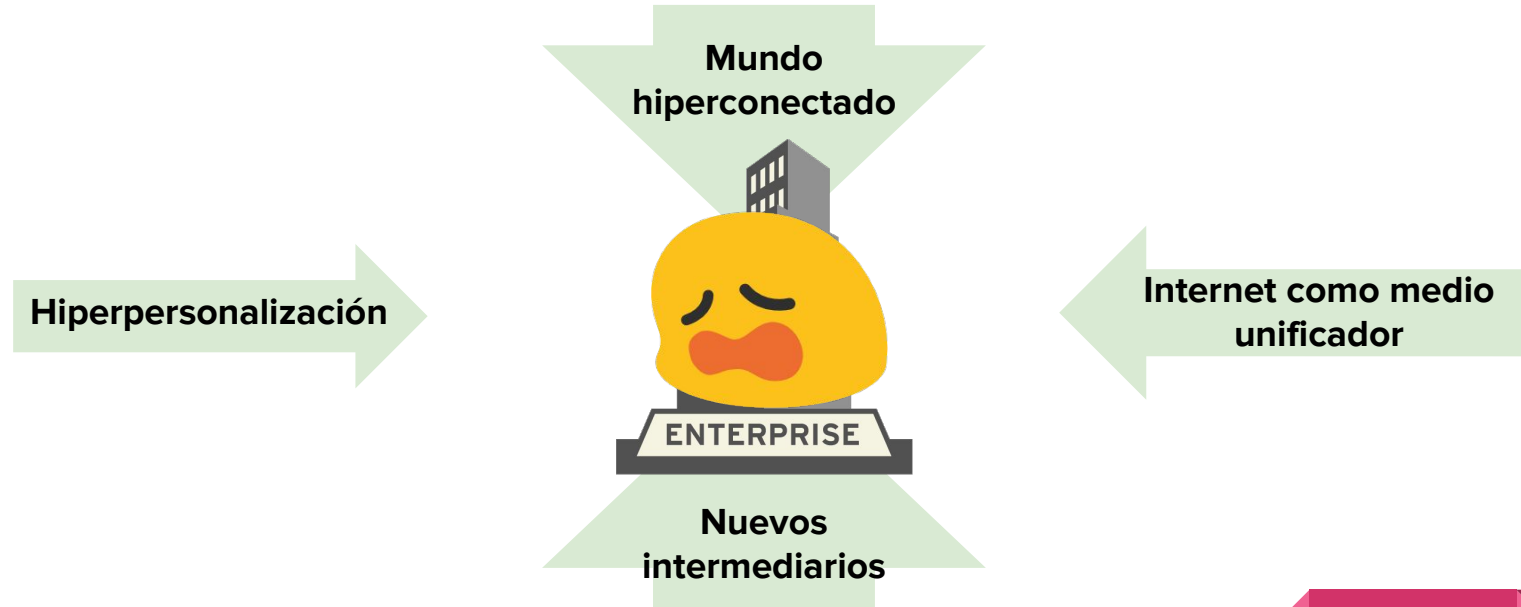 Mundo
hiperconectado
Hiperpersonalización
Internet como medio
unificador
ENTERPRISE
Nuevos
intermediarios